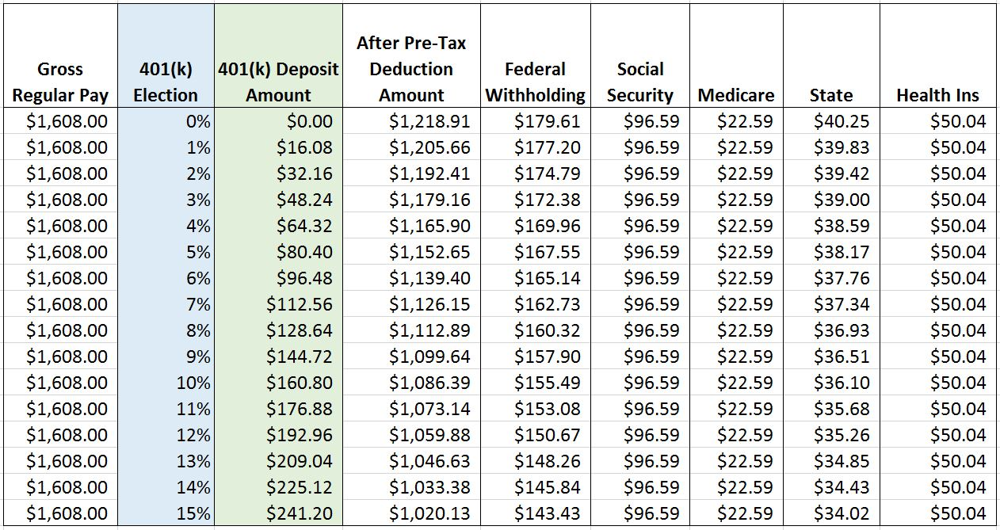 Gross Regular Pay 401(k) Election 401(k) Deposit Amount After Pre-Tax Deduction Amount Federal Withholding Social Security Medicare State Health Ins
$1,608.00 0% $0.00 $1,218.91 $179.61 $96.59 $22.59 $40.25 $50.04
$1,608.00 1% $16.08 $1,205.66 $177.20 $96.59 $22.59 $39.83 $50.04
$1,608.00 2% $32.16 $1,192.41 $174.79 $96.59 $22.59 $39.42 $50.04
$1,608.00 3% $48.24 $1,179.16 $172.38 $96.59 $22.59 $39.00 $50.04
$1,608.00 4% $64.32 $1,165.90 $169.96 $96.59 $22.59 $38.59 $50.04
$1,608.00 5% $80.40 $1,152.65 $167.55 $96.59 $22.59 $38.17 $50.04
$1,608.00 6% $96.48 $1,139.40 $165.14 $96.59 $22.59 $37.76 $50.04
$1,608.00 7% $112.56 $1,126.15 $162.73 $96.59 $22.59 $37.34 $50.04
$1,608.00 8% $128.64 $1,112.89 $160.32 $96.59 $22.59 $36.93 $50.04
$1,608.00 9% $144.72 $1,099.64 $157.90 $96.59 $22.59 $36.51 $50.04
$1,608.00 10% $160.80 $1,086.39 $155.49 $96.59 $22.59 $36.10 $50.04
$1,608.00 11% $176.88 $1,073.14 $153.08 $96.59 $22.59 $35.68 $50.04
$1,608.00 12% $192.96 $1,059.88 $150.67 $96.59 $22.59 $35.26 $50.04
$1,608.00 13% $209.04 $1,046.63 $148.26 $96.59 $22.59 $34.85 $50.04
$1,608.00 14% $225.12 $1,033.38 $145.84 $96.59 $22.59 $34.43 $50.04
$1,608.00 15% $241.20 $1,020.13 $143.43 $96.59 $22.59 $34.02 $50.04